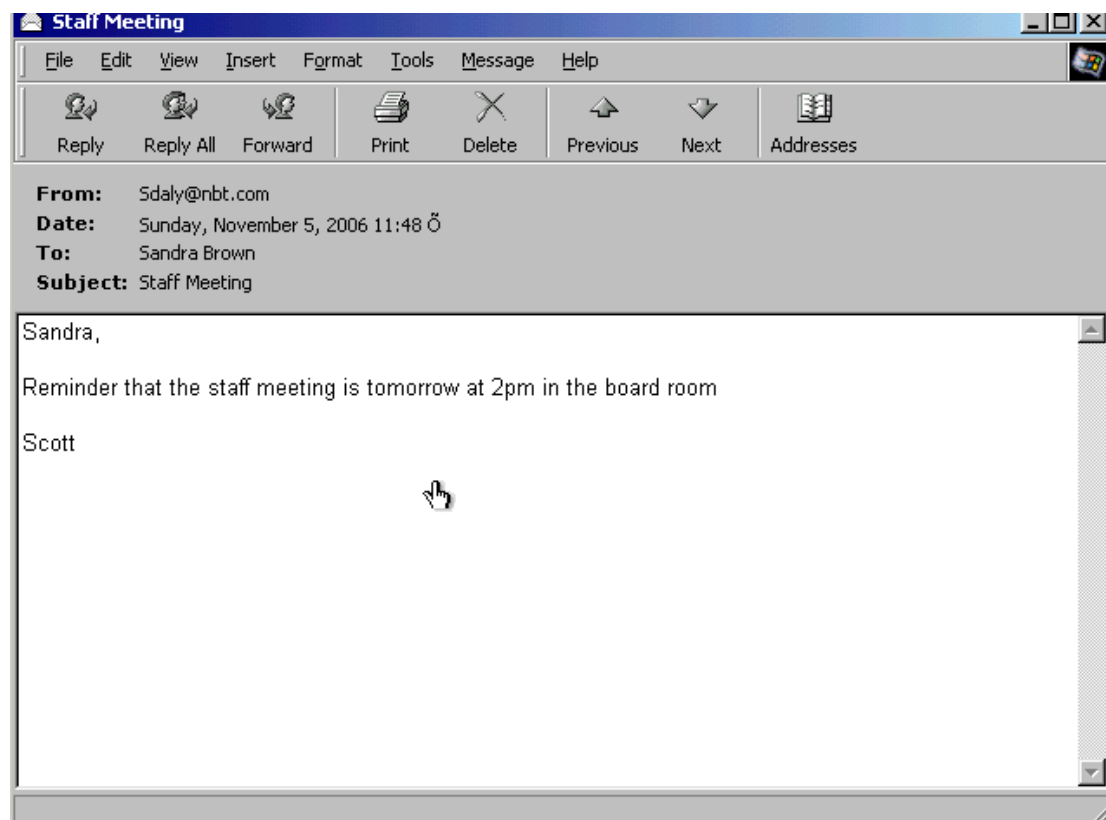 Staff Meeting
File Edit View Insert Format Tools Message Help
Reply Reply All Forward Print Delete Previous Next Addresses
From: Sdaly@nbt.com
Date: Sunday, November 5, 2006 11:48 Õ
To: Sandra Brown
Subject: Staff Meeting
Sandra,
Reminder that the staff meeting is tomorrow at 2pm in the board room
Scott